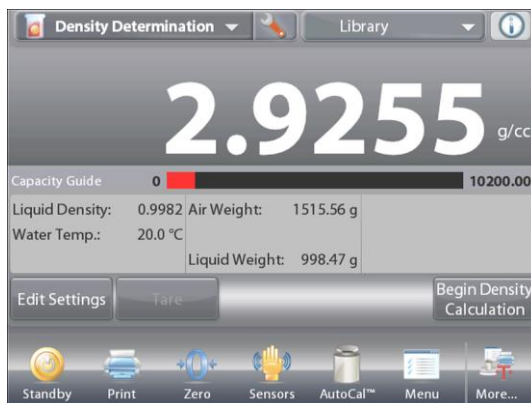 Density Determination
Library
2.9255 g/cc
Capacity Guide 0 10200.00
Liquid Density: 0.9982 Air Weight: 1515.56 g
Water Temp.: 20.0 °C
Liquid Weight: 998.47 g
Edit Settings
Tare
Begin Density
Calculation
Standby Print Zero Sensors AutoCal™ Menu More...